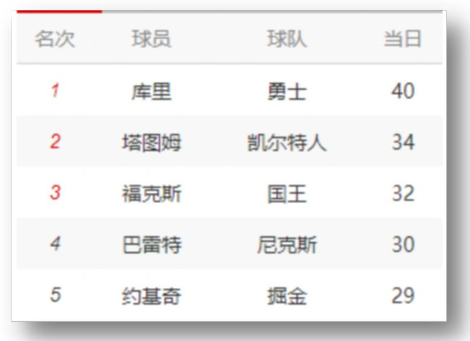 名次 球员 球队 当日
1 库里 勇士 40
2 塔图姆 凯尔特人 34
3 福克斯 国王 32
4 巴雷特 尼克斯 30
5 约基奇 掘金 29